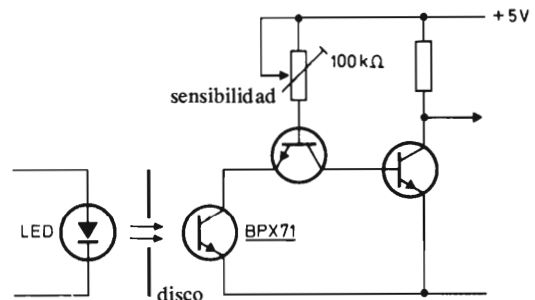 +5V
100kΩ
sensibilidad
LED
BPX71
disco